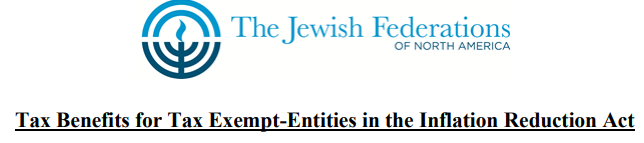 The Jewish Federations
OF NORTH AMERICA
Tax Benefits for Tax Exempt-Entities in the Inflation Reduction Act